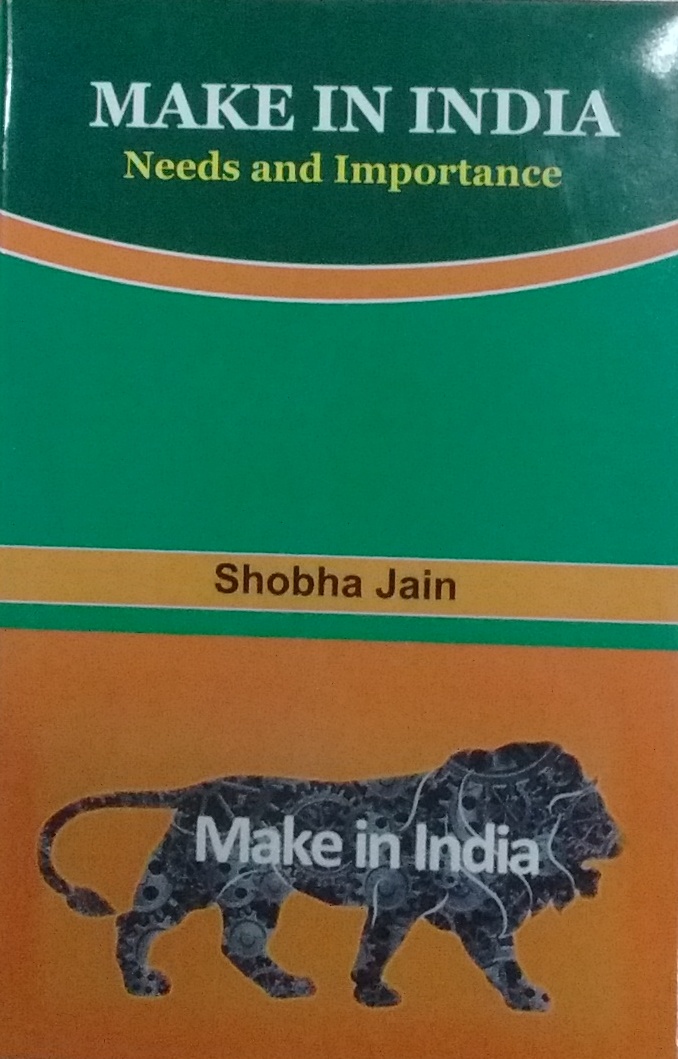 MAKE IN INDIA
Needs and Importance
Shobha Jain
Make in India